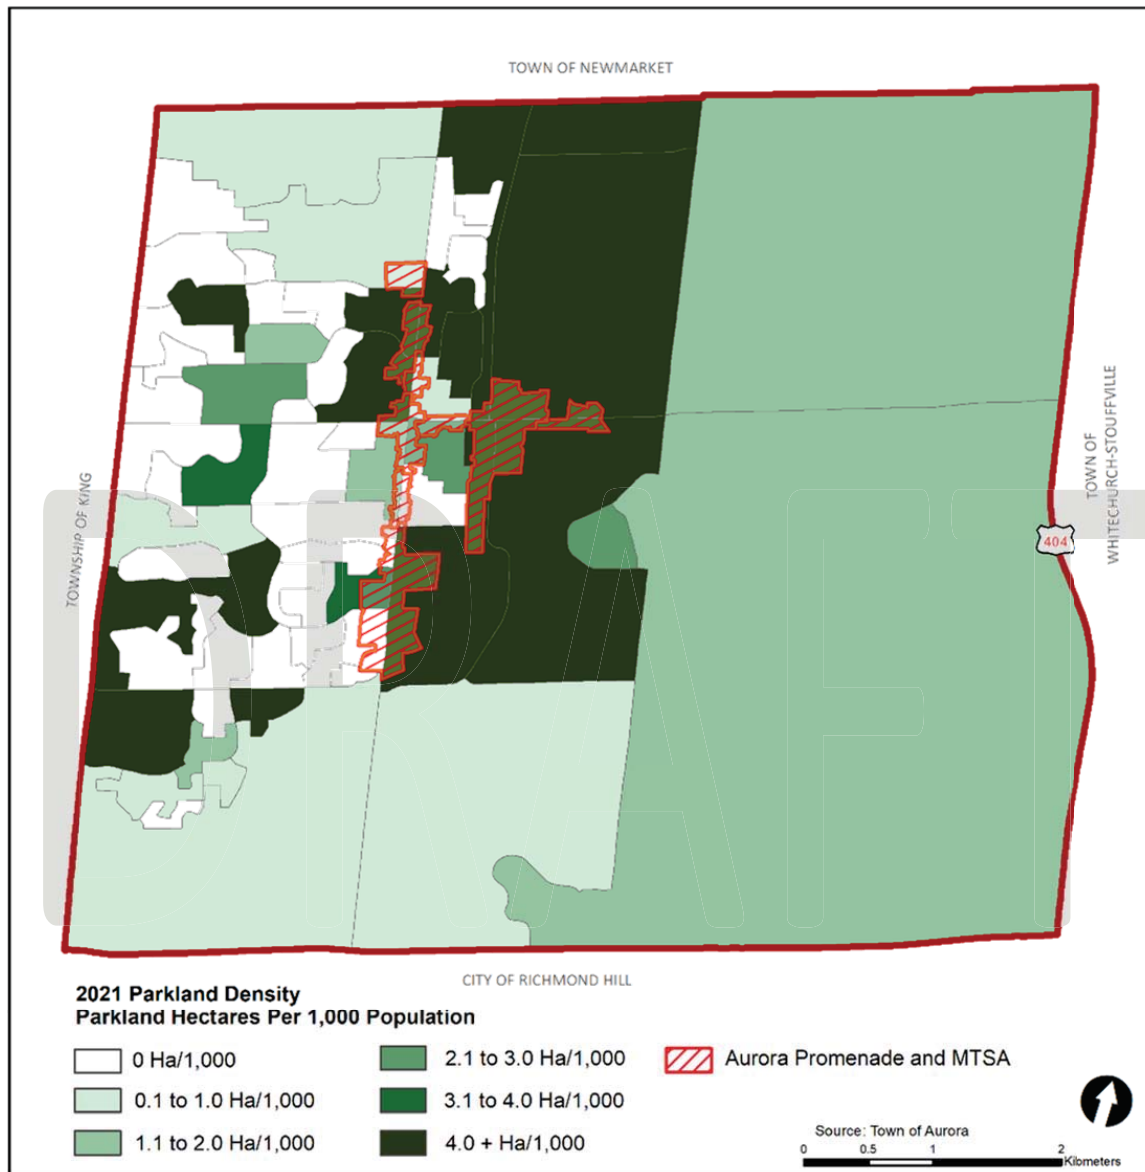 TOWN OF NEWMARKET
TOWNSHIP OF KING
TOWN OF
WHITECHURCH-STOUFFVILLE
404
DRAFT
CITY OF RICHMOND HILL
2021 Parkland Density
Parkland Hectares Per 1,000 Population
0 Ha/1,000
0.1 to 1.0 Ha/1,000
1.1 to 2.0 Ha/1,000
2.1 to 3.0 Ha/1,000
3.1 to 4.0 Ha/1,000
4.0 + Ha/1,000
Aurora Promenade and MTSA
Source: Town of Aurora
0 0.5 1 2
Kilometers